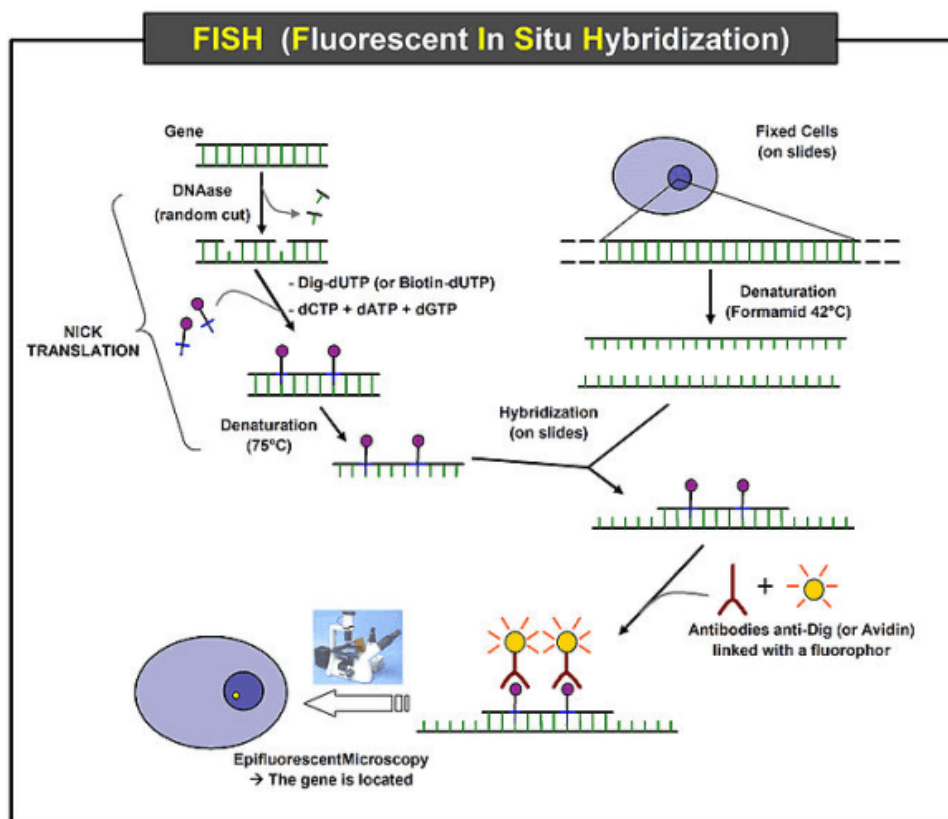 FISH (Fluorescent In Situ Hybridization)
Gene
DNAase
(random cut)
- Dig-dUTP (or Biotin-dUTP)
- dCTP + dATP + dGTP
NICK
TRANSLATION
Denaturation
(75°C)
Fixed Cells
(on slides)
Denaturation
(Formamid 42°C)
Hybridization
(on slides)
+
Antibodies anti-Dig (or Avidin)
linked with a fluorophor
EpifluorescentMicroscopy
→ The gene is located